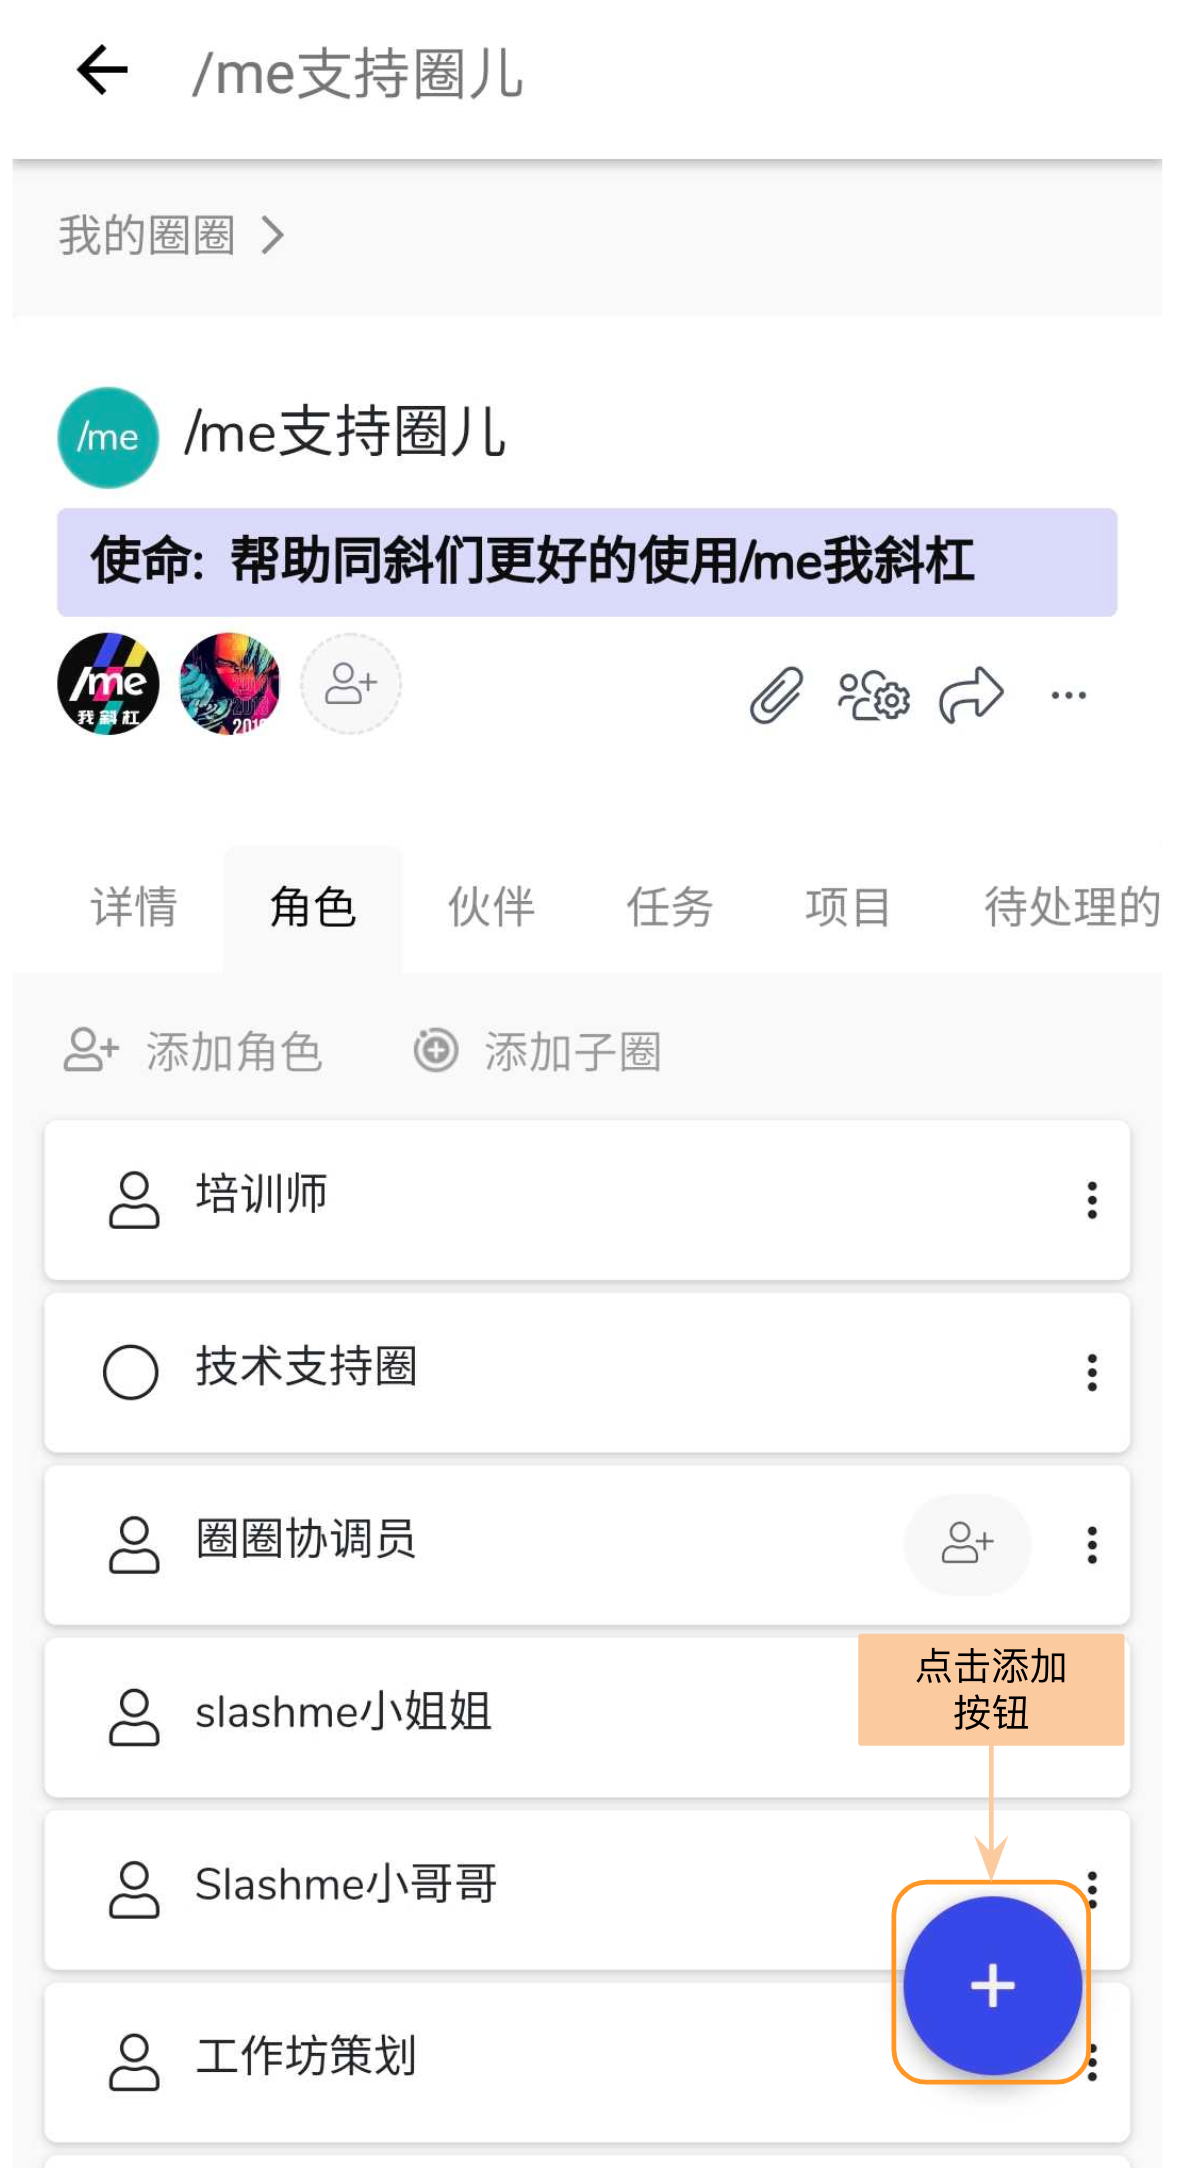 /me支持圈儿
我的圈圈
/me
/me支持圈儿
使命: 帮助同斜们更好的使用/me我斜杠
/me
我斜杠
2018
2019
详情 角色 伙伴 任务 项目 待处理的
添加角色 添加子圈
培训师
技术支持圈
圈圈协调员
slashme小姐姐
点击添加
按钮
Slashme小哥哥
工作坊策划